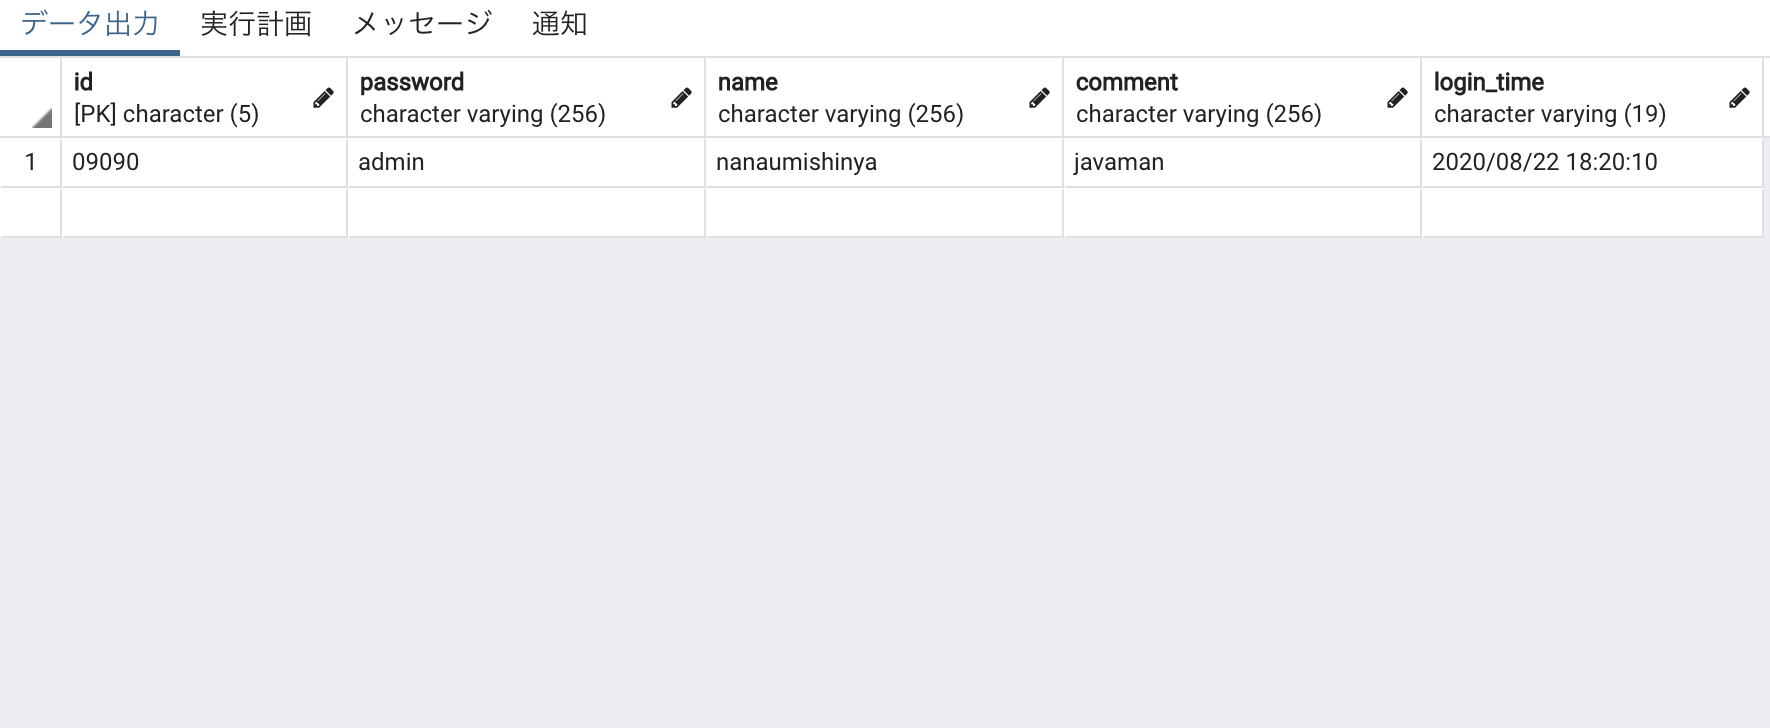 データ出力 実行計画 メッセージ 通知
id password name comment login_time
[PK] character (5) character varying (256) character varying (256) character varying (256) character varying (19)
1 09090 admin nanaumishinya javaman 2020/08/22 18:20:10